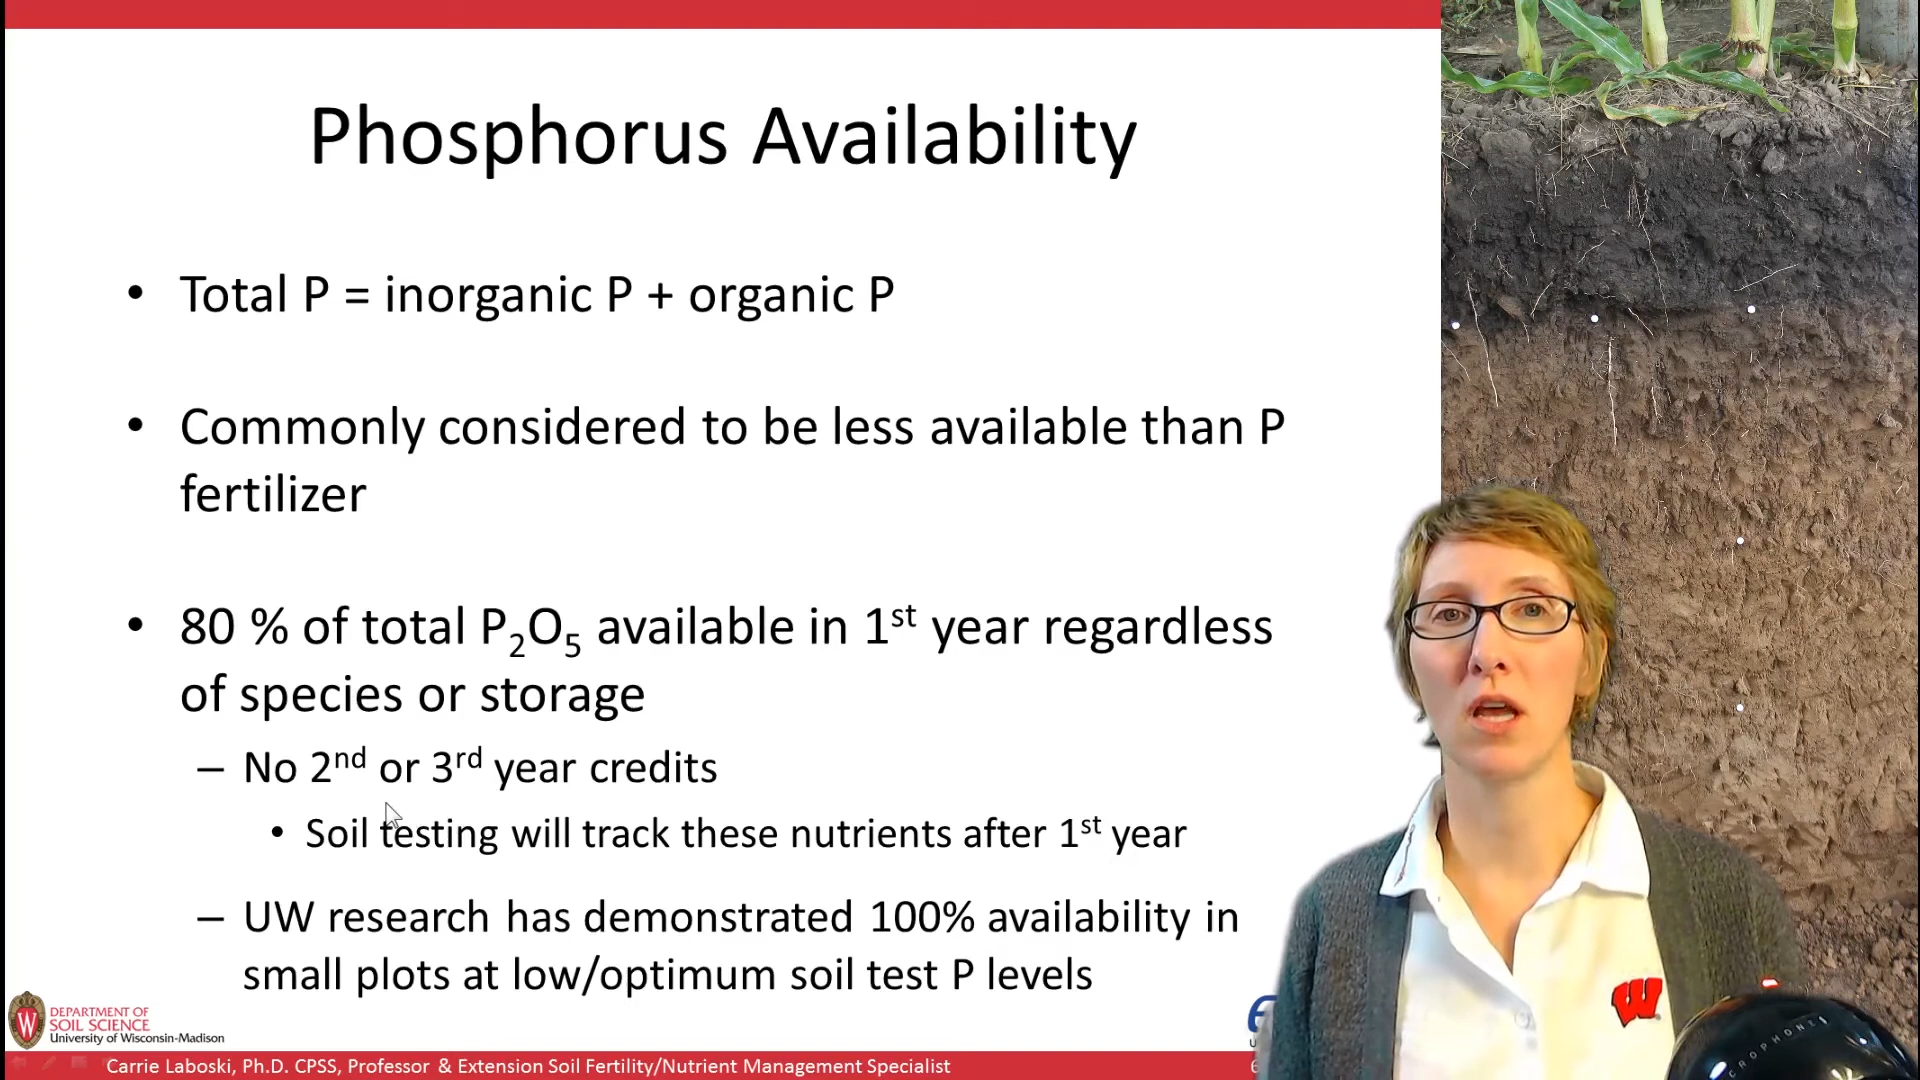 Phosphorus Availability
• Total P = inorganic P + organic P
• Commonly considered to be less available than P
fertilizer
• 80 % of total P₂O₅ available in 1ˢᵗ year regardless
of species or storage
– No 2ⁿᵈ or 3ʳᵈ year credits
• Soil testing will track these nutrients after 1ˢᵗ year
– UW research has demonstrated 100% availability in
small plots at low/optimum soil test P levels
W
DEPARTMENT OF
SOIL SCIENCE
University of Wisconsin-Madison
Carrie Laboski, Ph.D. CPSS, Professor & Extension Soil Fertility/Nutrient Management Specialist
W